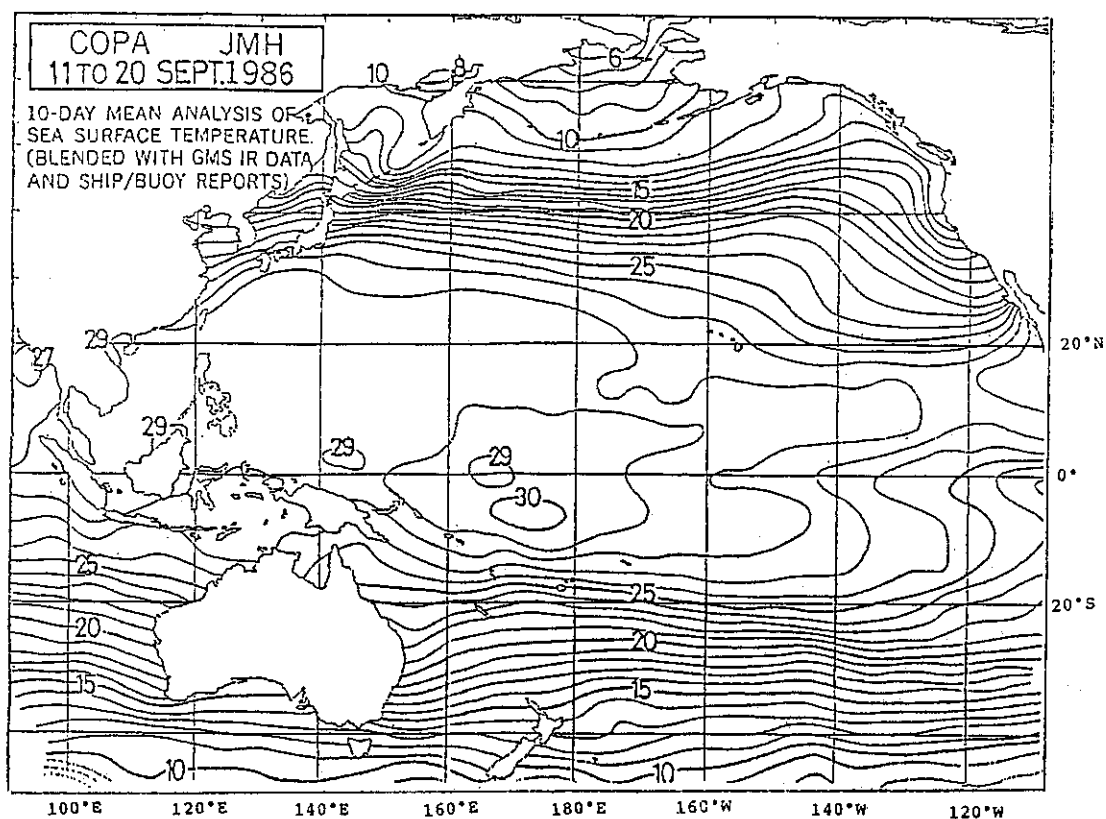 COPA JMH
11 TO 20 SEPT.1986
10-DAY MEAN ANALYSIS OF
SEA SURFACE TEMPERATURE.
(BLENDED WITH GMS IR DATA
AND SHIP/BUOY REPORTS)
6
8
10
10
15
20
25
29
27
20°N
29
29
29
0°
30
25
25
20°S
20
20
15
15
10
10
100°E 120°E 140°E 160°E 180°E 160°W 140°W 120°W